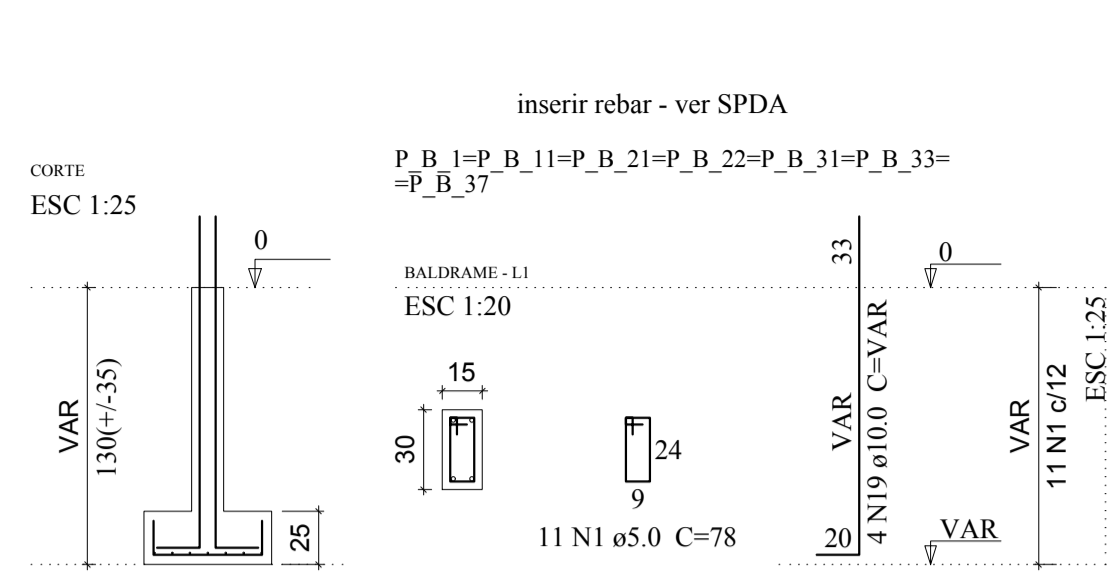 inserir rebar - ver SPDA
CORTE
ESC 1:25
P_B_1=P_B_11=P_B_21=P_B_22=P_B_31=P_B_33=
=P_B_37
0
VAR
130(+/-35)
25
BALDRAME - L1
ESC 1:20
15
30
24
9
11 N1 ø5.0 C=78
33
VAR
20
4 N19 ø10.0 C=VAR
0
VAR
VAR
11 N1 c/12
ESC 1:25